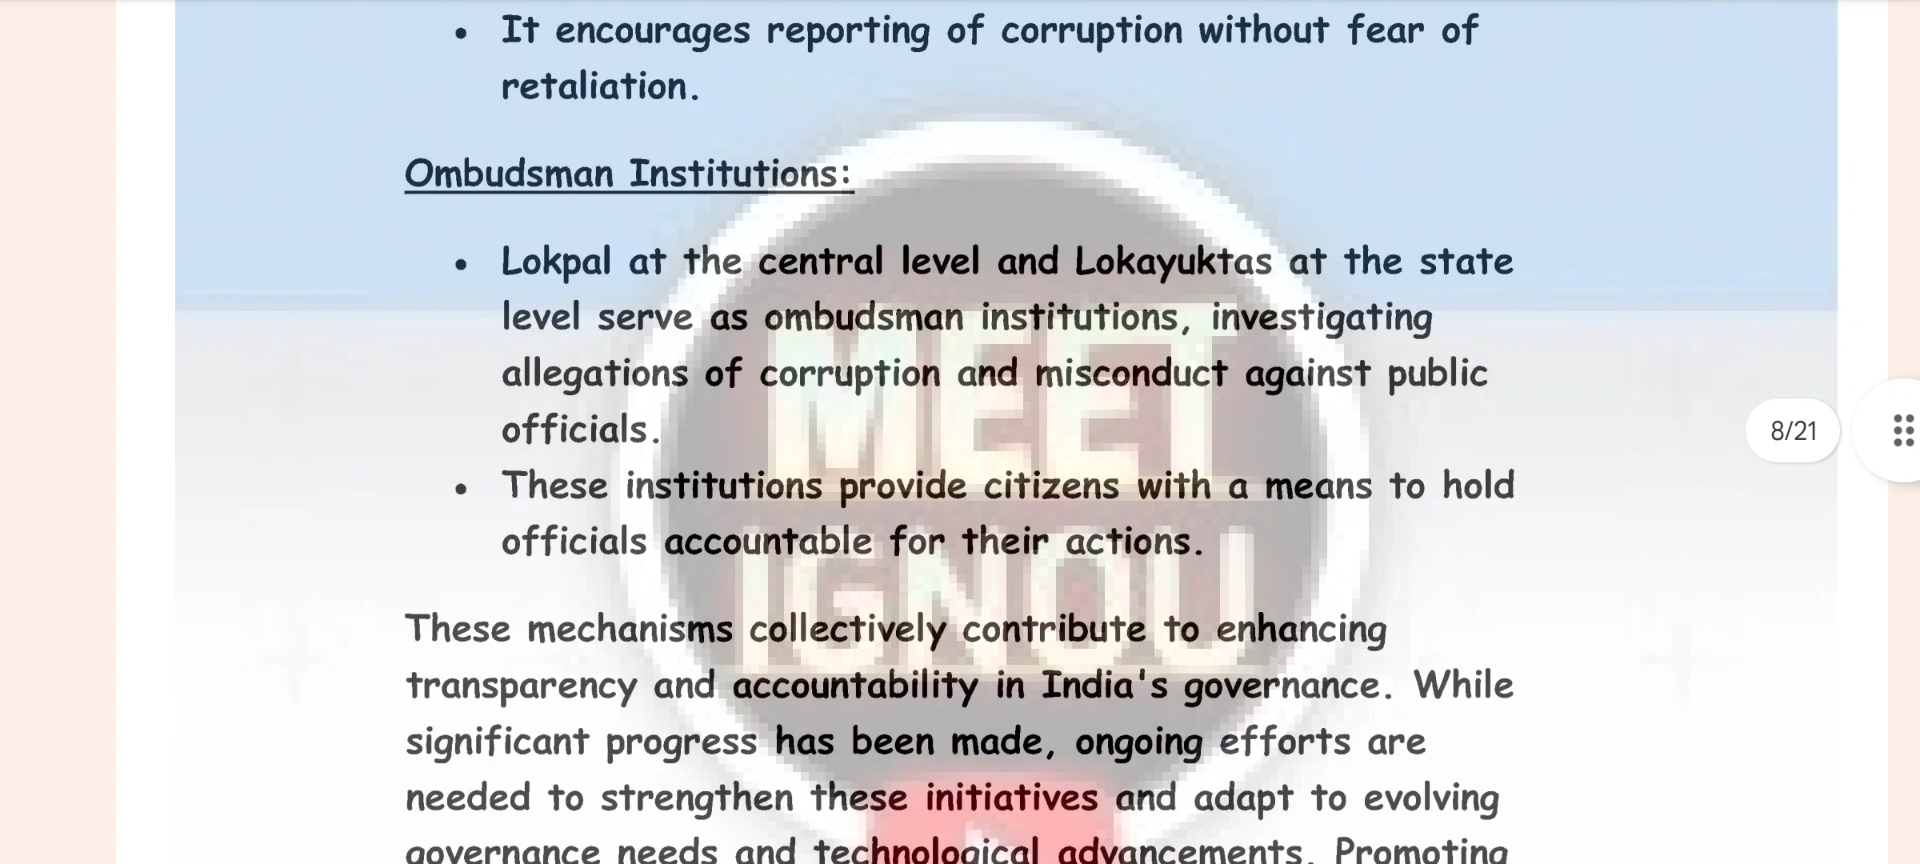 It encourages reporting of corruption without fear of
retaliation.
Ombudsman Institutions:
Lokpal at the central level and Lokayuktas at the state
level serve as ombudsman institutions, investigating
allegations of corruption and misconduct against public
officials.
These institutions provide citizens with a means to hold
officials accountable for their actions.
These mechanisms collectively contribute to enhancing
transparency and accountability in India's governance. While
significant progress has been made, ongoing efforts are
needed to strengthen these initiatives and adapt to evolving
governance needs and technological advancements. Promoting
MEET
IGNOU
8/21